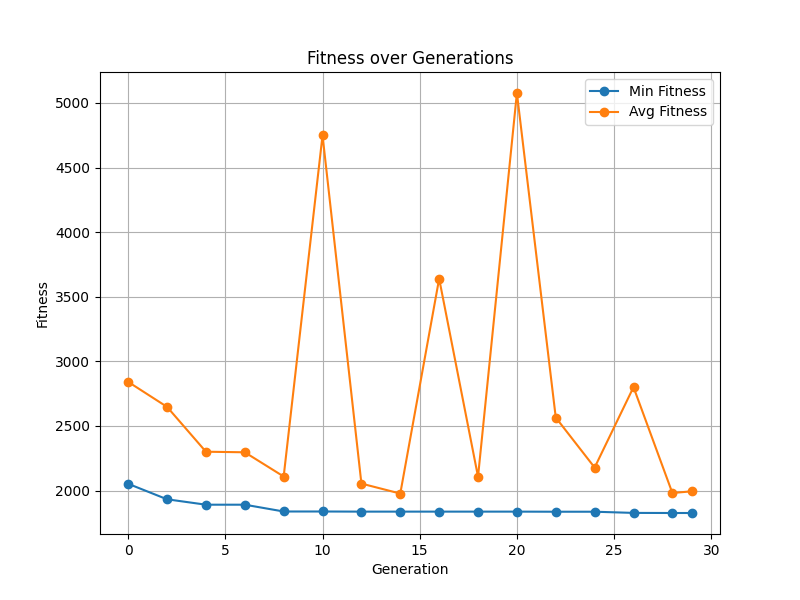 Fitness over Generations
Min Fitness
Avg Fitness
5000
4500
4000
3500
3000
2500
2000
Fitness
0 5 10 15 20 25 30
Generation